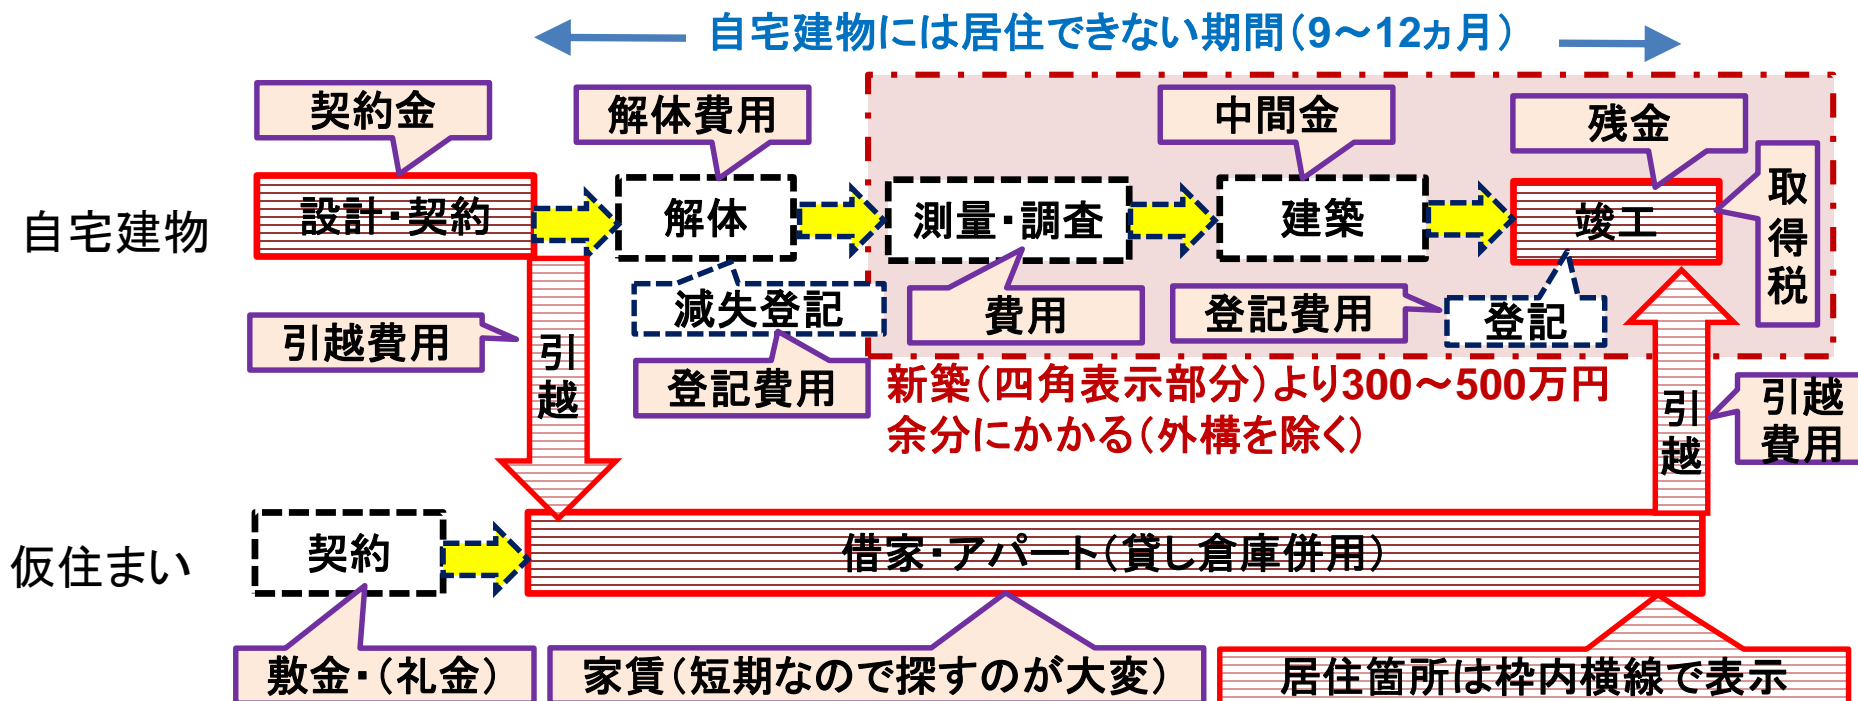 自宅建物には居住できない期間（9～12ヵ月）
契約金
解体費用
中間金
残金
取得税
自宅建物
設計・契約
解体
測量・調査
建築
竣工
減失登記
費用
登記費用
登記
引越費用
引越
登記費用
新築（四角表示部分）より300～500万円
余分にかかる（外構を除く）
引越
引越
費用
仮住まい
契約
借家・アパート（貸し倉庫併用）
敷金・（礼金）
家賃（短期なので探すのが大変）
居住箇所は枠内横線で表示